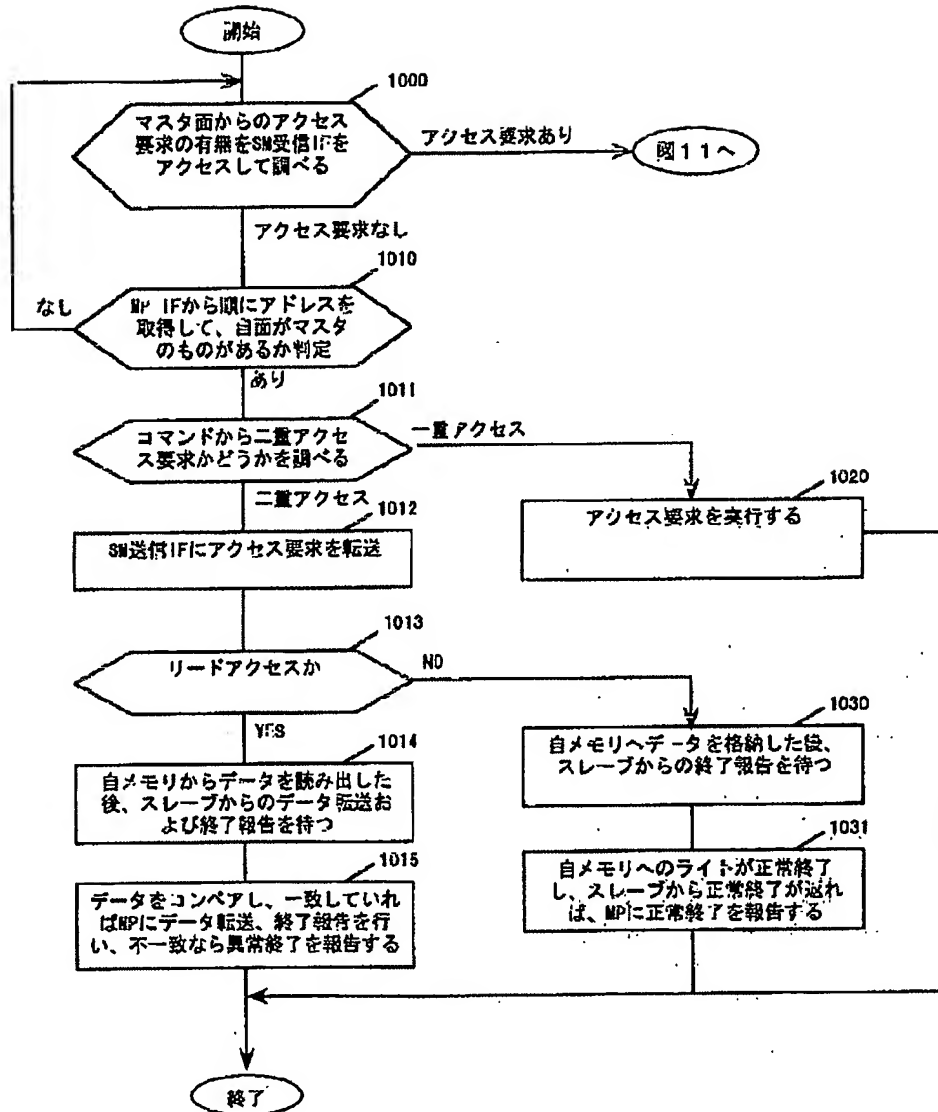 開始
1000
マスタ面からのアクセス
要求の有無をSM受信IFを
アクセスして調べる
アクセス要求あり
図11へ
アクセス要求なし
1010
なし
MP IFから順にアドレスを
取得して、自面がマスタ
のものがあるか判定
あり
1011
コマンドから二重アクセ
ス要求かどうかを調べる
一重アクセス
二重アクセス
1012
SM送信IFにアクセス要求を転送
1020
アクセス要求を実行する
1013
リードアクセスか
NO
YES
1014
自メモリからデータを読み出した
後、スレーブからのデータ転送お
よび終了報告を待つ
1030
自メモリへデータを格納した後、
スレーブからの終了報告を待つ
1015
データをコンペアし、一致していれ
ばMPにデータ転送、終了報告を行
い、不一致なら異常終了を報告する
1031
自メモリへのライトが正常終了
し、スレーブから正常終了が返れ
ば、MPに正常終了を報告する
終了